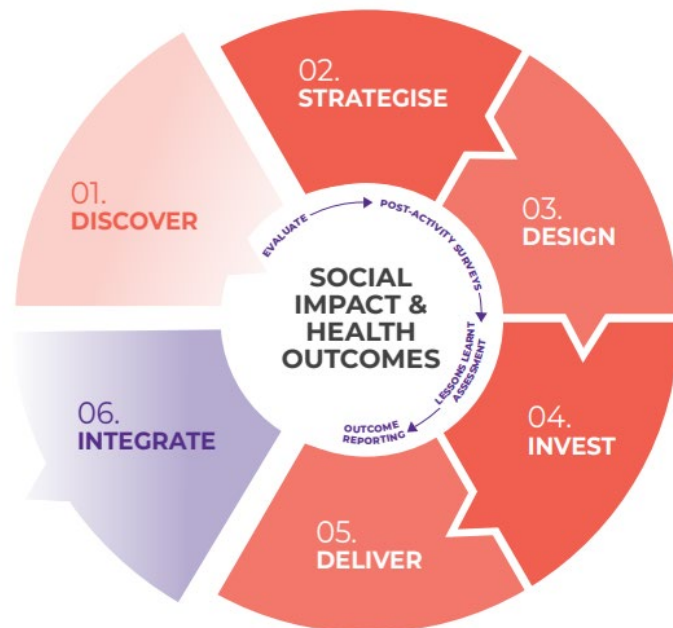 01.
DISCOVER
02.
STRATEGISE
03.
DESIGN
04.
INVEST
05.
DELIVER
06.
INTEGRATE
SOCIAL
IMPACT &
HEALTH
OUTCOMES
EVALUATE
POST-ACTIVITY SURVEYS
LESSONS LEARNT
ASSESSMENT
OUTCOME
REPORTING